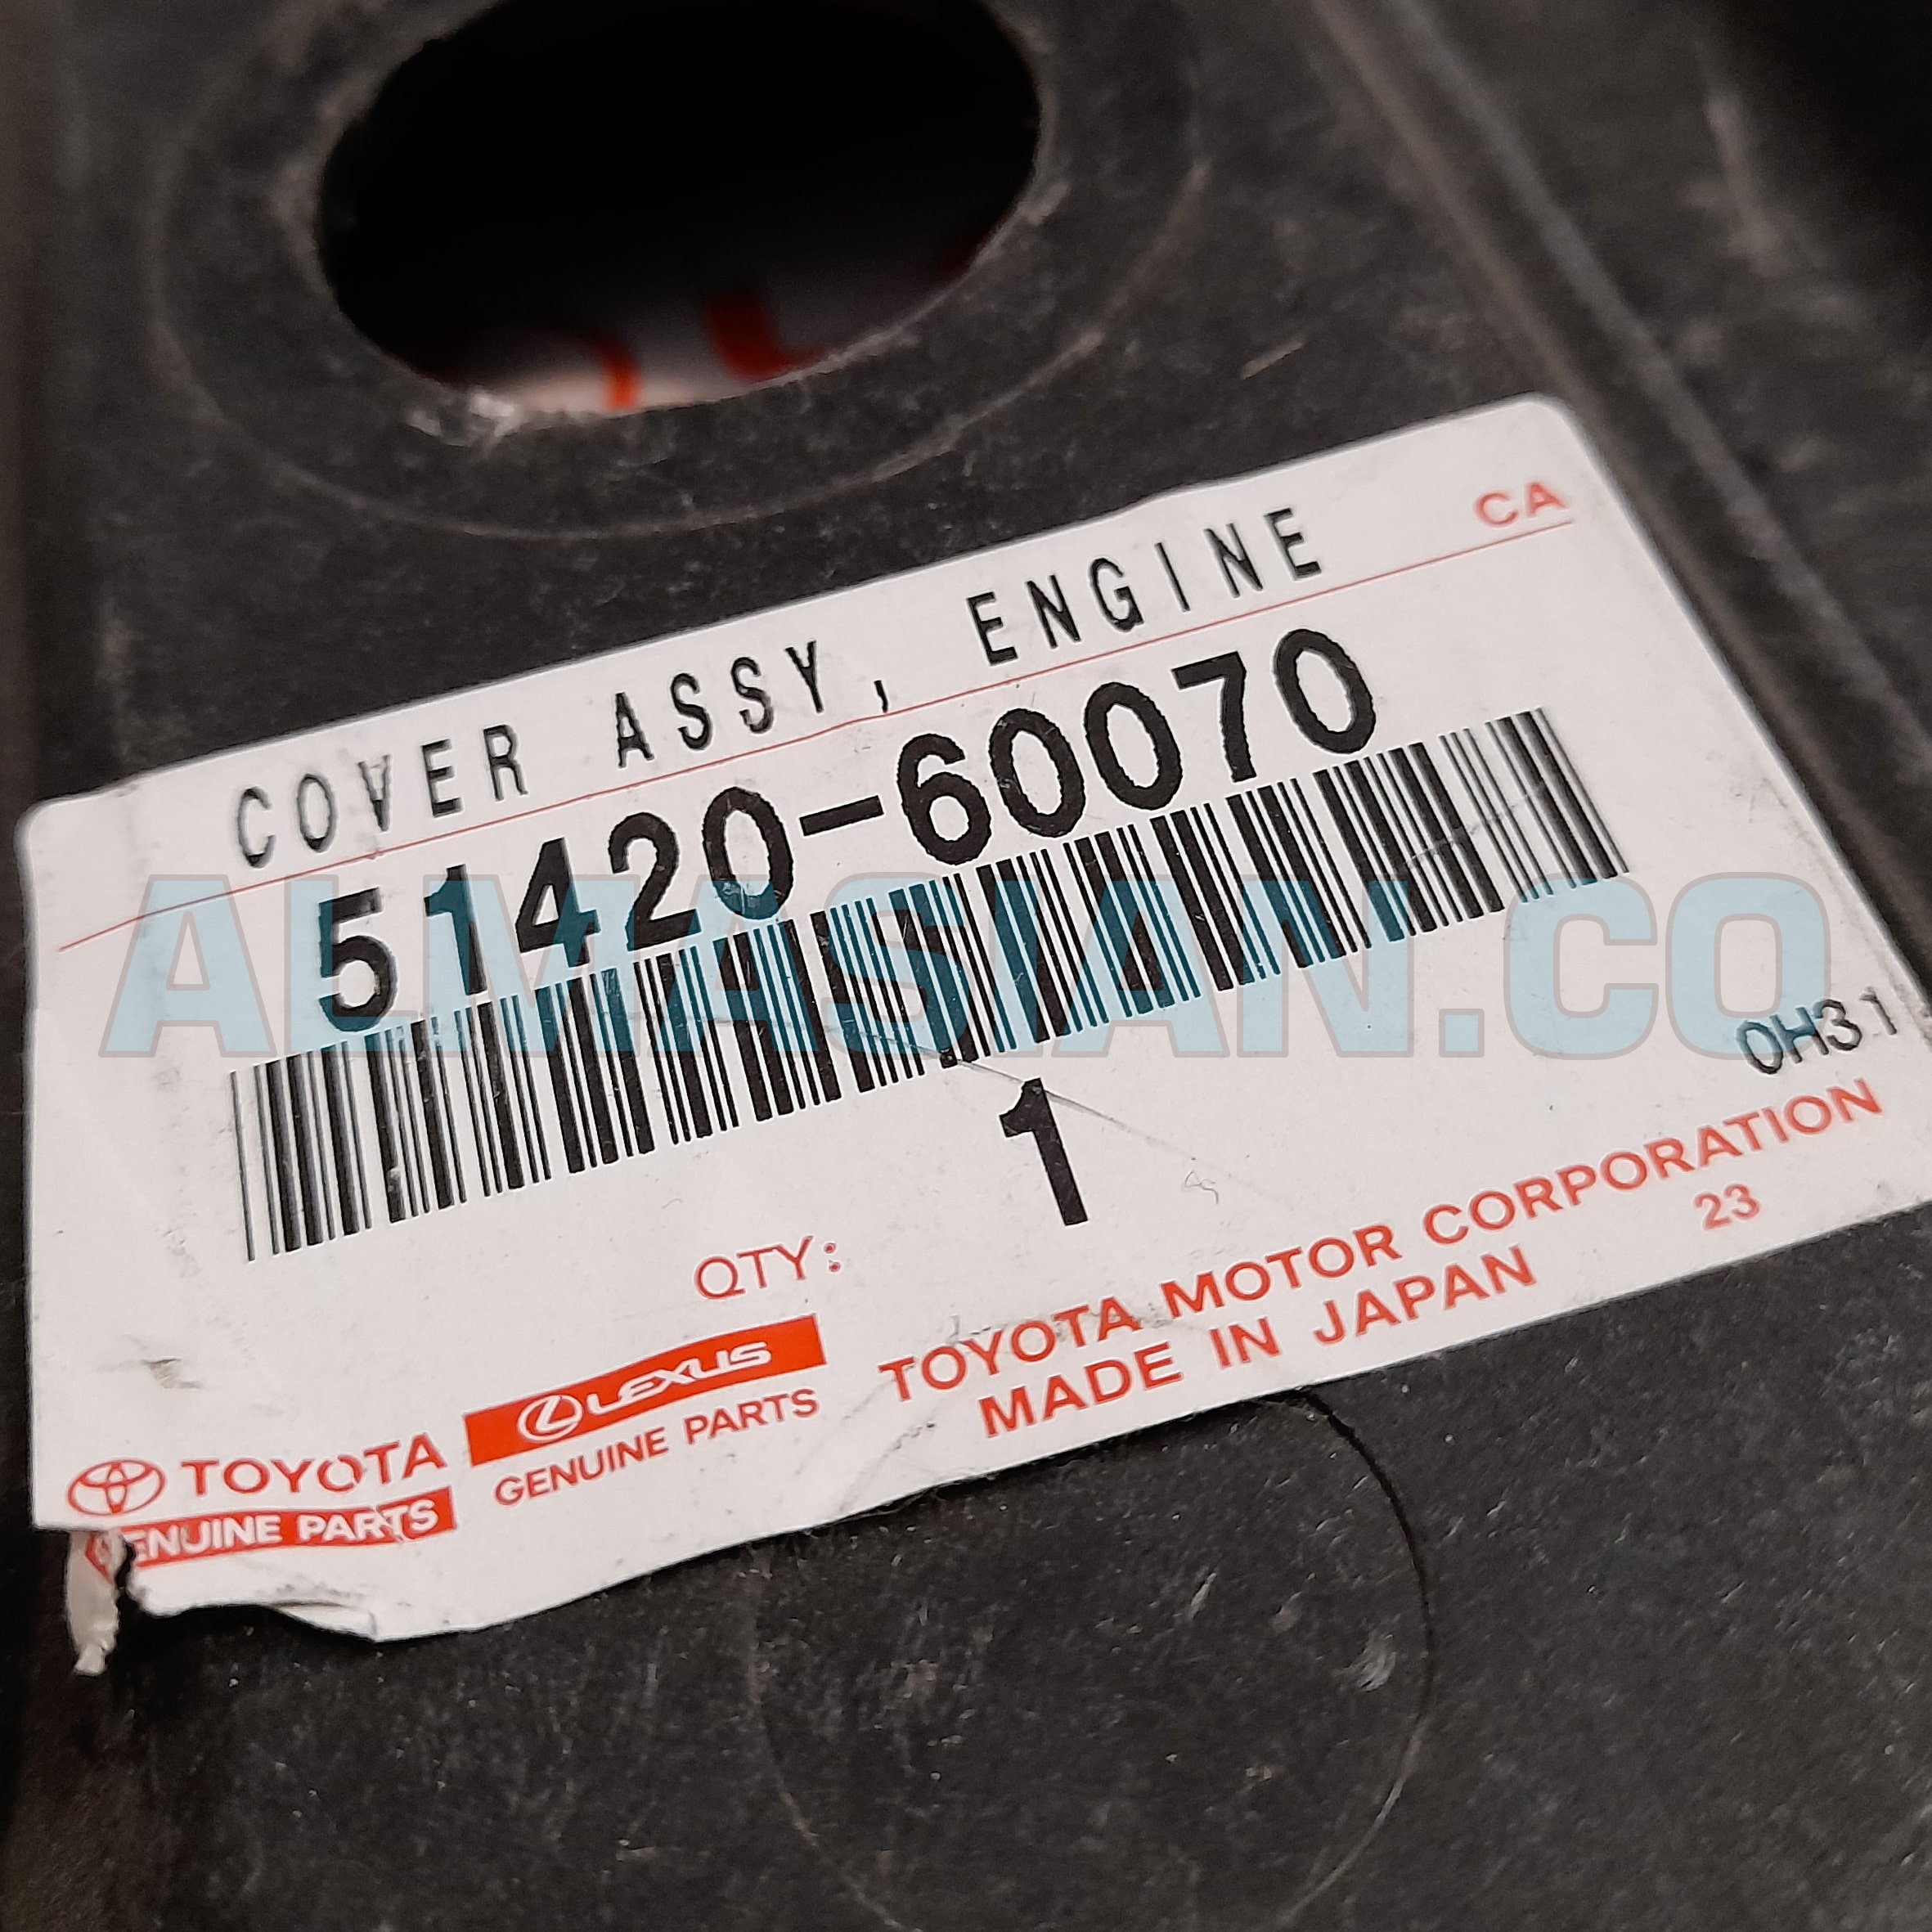 CA
COVER ASSY, ENGINE
51420-60070
ALMASIAN.CO
0H31
QTY: 1
TOYOTA MOTOR CORPORATION
MADE IN JAPAN 23
TOYOTA
GENUINE PARTS
LEXUS
GENUINE PARTS